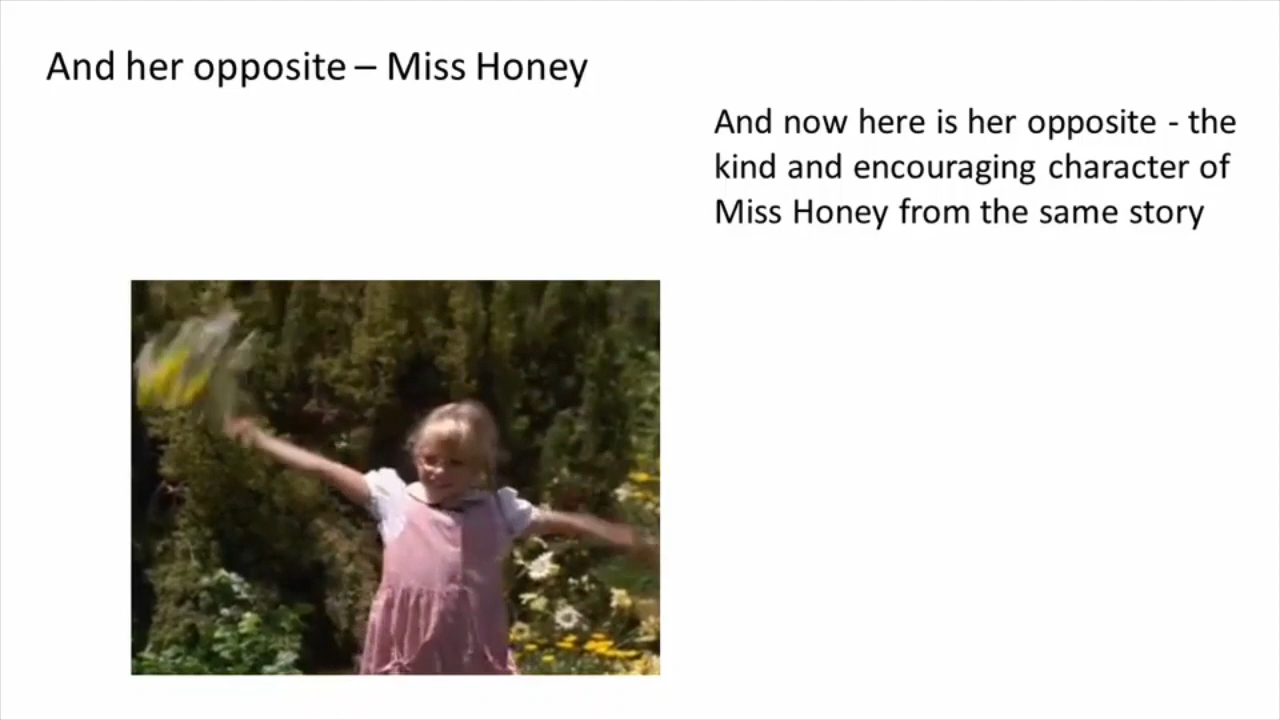 And her opposite – Miss Honey
And now here is her opposite - the
kind and encouraging character of
Miss Honey from the same story